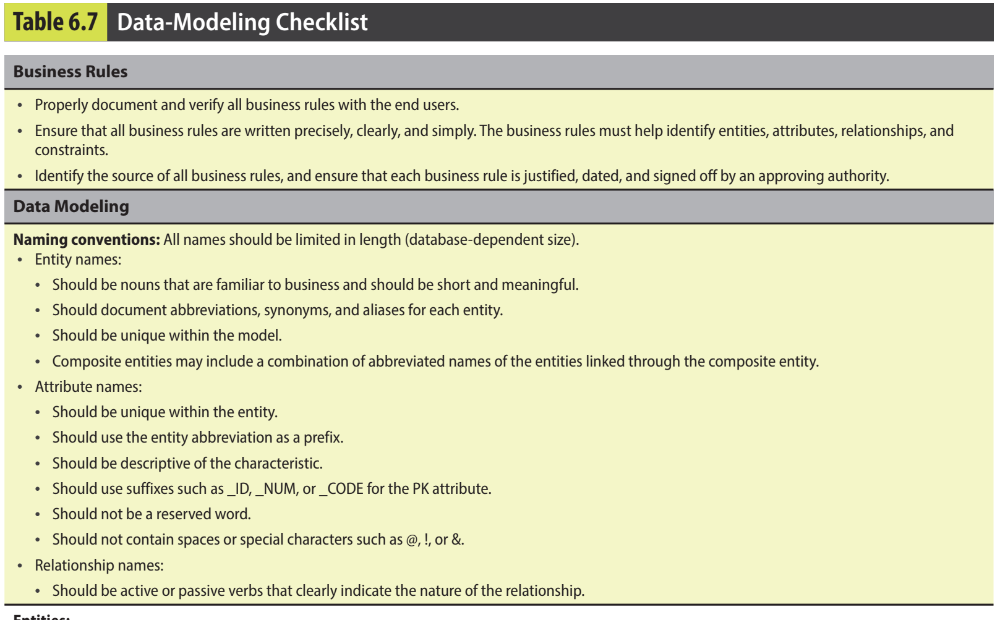 Table 6.7 Data-Modeling Checklist
Business Rules
• Properly document and verify all business rules with the end users.
• Ensure that all business rules are written precisely, clearly, and simply. The business rules must help identify entities, attributes, relationships, and
constraints.
• Identify the source of all business rules, and ensure that each business rule is justified, dated, and signed off by an approving authority.
Data Modeling
Naming conventions: All names should be limited in length (database-dependent size).
• Entity names:
• Should be nouns that are familiar to business and should be short and meaningful.
• Should document abbreviations, synonyms, and aliases for each entity.
• Should be unique within the model.
• Composite entities may include a combination of abbreviated names of the entities linked through the composite entity.
• Attribute names:
• Should be unique within the entity.
• Should use the entity abbreviation as a prefix.
• Should be descriptive of the characteristic.
• Should use suffixes such as _ID, _NUM, or _CODE for the PK attribute.
• Should not be a reserved word.
• Should not contain spaces or special characters such as @, !, or &.
• Relationship names:
• Should be active or passive verbs that clearly indicate the nature of the relationship.
Entities: